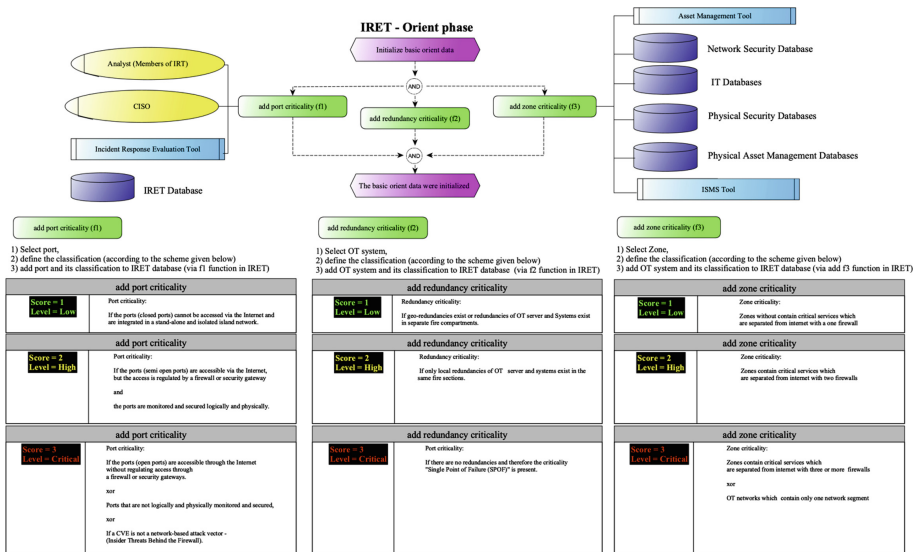 IRET - Orient phase
Initialize basic orient data
Analyst (Members of IRT)
CISO
Incident Response Evaluation Tool
IRET Database
AND
add port criticality (f1)
add redundancy criticality (f2)
add zone criticality (f3)
AND
The basic orient data were initialized
Asset Management Tool
Network Security Database
IT Databases
Physical Security Databases
Physical Asset Management Databases
ISMS Tool
add port criticality (f1)
1) Select port,
2) define the classification (according to the scheme given below)
3) add port and its classification to IRET database (via f1 function in IRET)
add port criticality
Score = 1
Level = Low
Port criticality:
If the ports (closed ports) cannot be accessed via the Internet and
are integrated in a stand-alone and isolated island network.
add port criticality
Score = 2
Level = High
Port criticality:
If the ports (semi open ports) are accessible via the Internet,
but the access is regulated by a firewall or security gateway
and
the ports are monitored and secured logically and physically.
add port criticality
Score = 3
Level = Critical
Port criticality:
If the ports (open ports) are accessible through the Internet
without regulating access through
a firewall or security gateways.
xor
Ports that are not logically and physically monitored and secured,
xor
If a CVE is not a network-based attack vector -
(Insider Threats Behind the Firewall).
add redundancy criticality (f2)
1) Select OT system,
2) define the classification (according to the scheme given below)
3) add OT system and its classification to IRET database (via f2 function in IRET)
add redundancy criticality
Score = 1
Level = Low
Redundancy criticality:
If geo-redundancies exist or redundancies of OT server and Systems exist
in separate fire compartments.
add redundancy criticality
Score = 2
Level = High
Redundancy criticality:
If only local redundancies of OT server and systems exist in the
same fire sections.
add redundancy criticality
Score = 3
Level = Critical
Port criticality:
If there are no redundancies and therefore the criticality
"Single Point of Failure (SPOF)" is present.
add zone criticality (f3)
1) Select Zone,
2) define the classification (according to the scheme given below)
3) add OT system and its classification to IRET database (via add f3 function in IRET)
add zone criticality
Score = 1
Level = Low
Zone criticality:
Zones without contain critical services which
are separated from internet with a one firewall
add zone criticality
Score = 2
Level = High
Zone criticality:
Zones contain critical services which
are separated from internet with two firewalls
add zone criticality
Score = 3
Level = Critical
Zone criticality:
Zones contain critical services which
are separated from internet with three or more firewalls
xor
OT networks which contain only one network segment